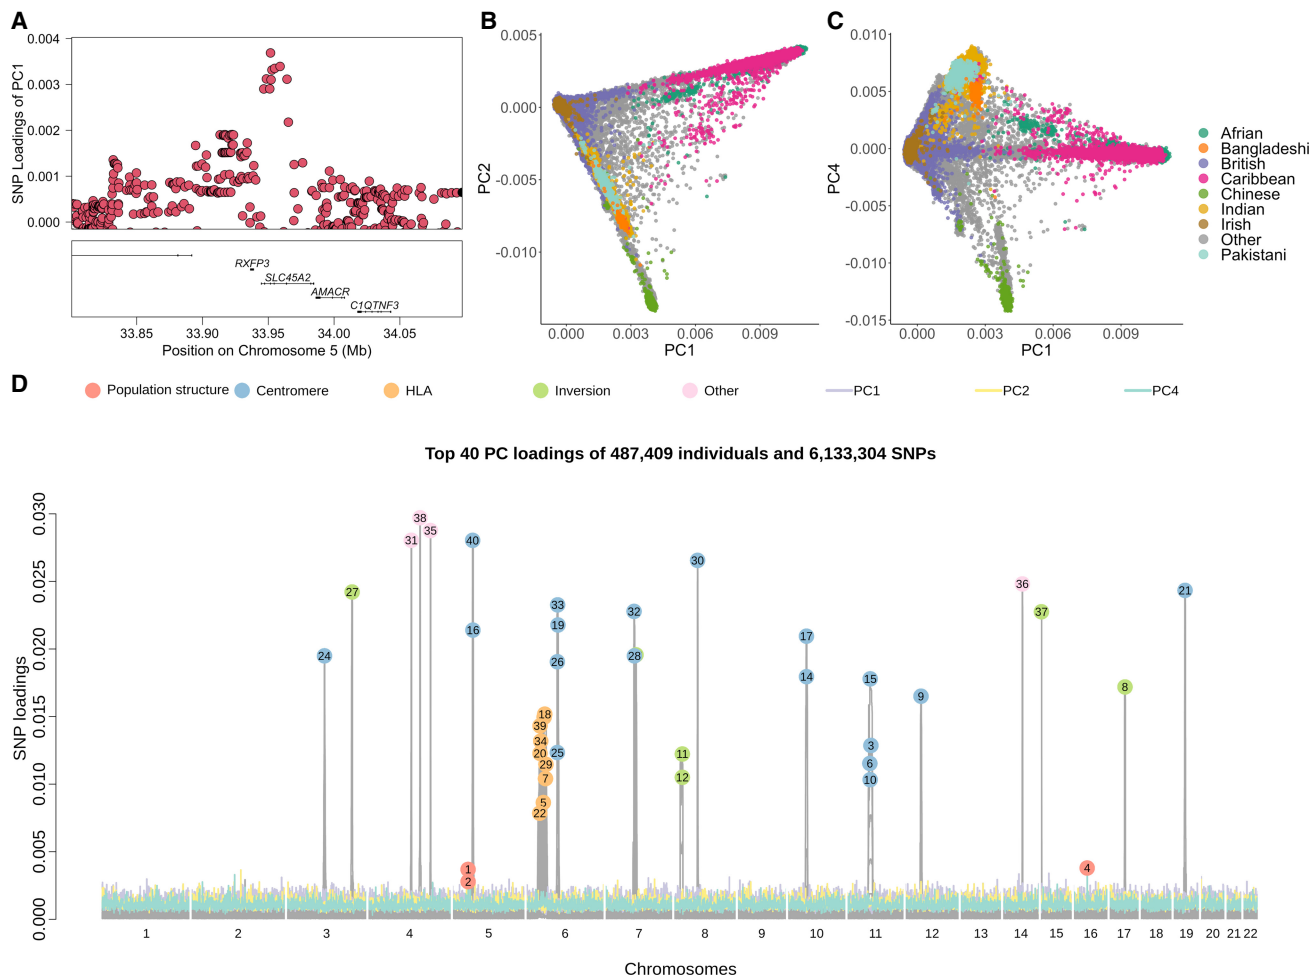 A
B
C
SNP Loadings of PC1
0.004
0.003
0.002
0.001
0.000
RXFP3
SLC45A2
AMACR
C1QTNF3
33.85
33.90
33.95
34.00
34.05
Position on Chromosome 5 (Mb)
PC2
0.005
0.000
-0.005
-0.010
0.000
0.003
0.006
0.009
PC1
PC4
0.010
0.005
0.000
-0.005
-0.010
-0.015
0.000
0.003
0.006
0.009
PC1
Afrian
Bangladeshi
British
Caribbean
Chinese
Indian
Irish
Other
Pakistani
D
Population structure
Centromere
HLA
Inversion
Other
PC1
PC2
PC4
Top 40 PC loadings of 487,409 individuals and 6,133,304 SNPs
SNP loadings
0.030
0.025
0.020
0.015
0.010
0.005
0.000
24
27
31
38
35
40
16
1
2
33
19
26
25
18
39
34
20
29
7
5
22
32
28
11
12
30
17
14
15
3
6
10
9
36
37
4
8
21
1
2
3
4
5
6
7
8
9
10
11
12
13
14
15
16
17
18
19
20
21
22
Chromosomes